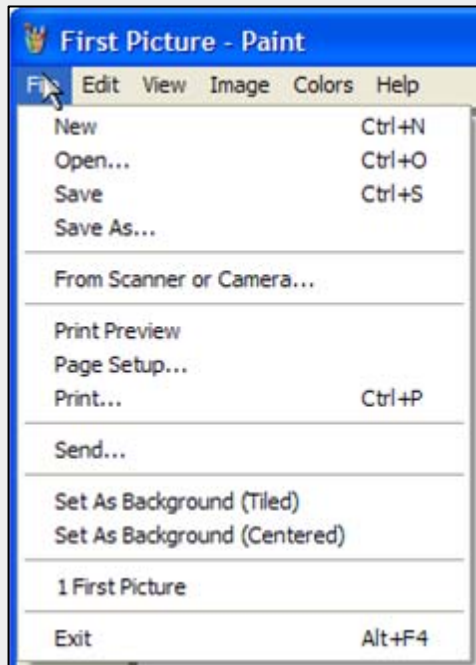 First Picture - Paint
File Edit View Image Colors Help
New Ctrl+N
Open... Ctrl+O
Save Ctrl+S
Save As...
From Scanner or Camera...
Print Preview
Page Setup...
Print... Ctrl+P
Send...
Set As Background (Tiled)
Set As Background (Centered)
1 First Picture
Exit Alt+F4